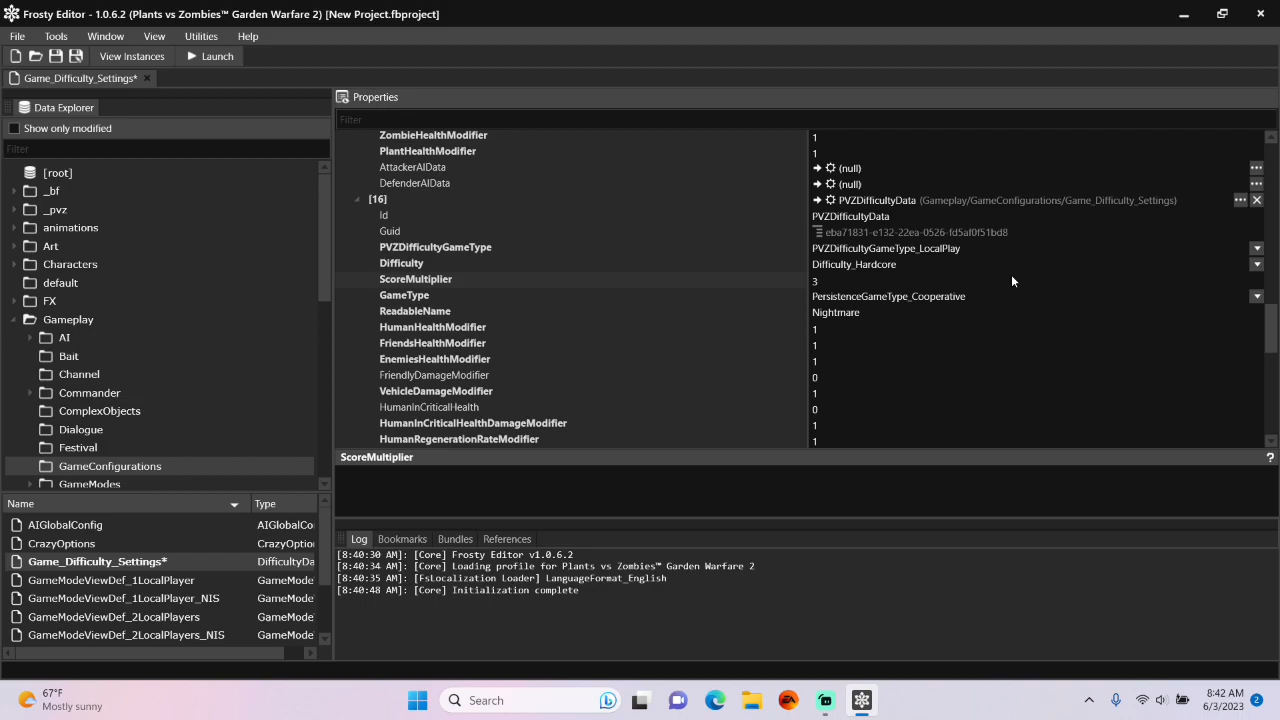 Frosty Editor - 1.0.6.2 (Plants vs Zombies™ Garden Warfare 2) [New Project.fbproject]
File Tools Window View Utilities Help
View Instances Launch
Game_Difficulty_Settings*
Data Explorer
Properties
Show only modified
Filter
Filter
[root]
_bf
_pvz
animations
Art
Characters
default
FX
Gameplay
AI
Bait
Channel
Commander
ComplexObjects
Dialogue
Festival
GameConfigurations
GameModes
ZombieHealthModifier 1
PlantHealthModifier 1
AttackerAIData (null)
DefenderAIData (null)
[16] PVZDifficultyData (Gameplay/GameConfigurations/Game_Difficulty_Settings)
Id PVZDifficultyData
Guid eba71831-e132-22ea-0526-fd5af0f51bd8
PVZDifficultyGameType PVZDifficultyGameType_LocalPlay
Difficulty Difficulty_Hardcore
ScoreMultiplier 3
GameType PersistenceGameType_Cooperative
ReadableName Nightmare
HumanHealthModifier 1
FriendsHealthModifier 1
EnemiesHealthModifier 1
FriendlyDamageModifier 0
VehicleDamageModifier 1
HumanInCriticalHealth 0
HumanInCriticalHealthDamageModifier 1
HumanRegenerationRateModifier 1
ScoreMultiplier ?
Name Type
AIGlobalConfig AIGlobalCo
CrazyOptions CrazyOptio
Game_Difficulty_Settings* DifficultyDa
GameModeViewDef_1LocalPlayer GameMode
GameModeViewDef_1LocalPlayer_NIS GameMode
GameModeViewDef_2LocalPlayers GameMode
GameModeViewDef_2LocalPlayers_NIS GameMode
Log Bookmarks Bundles References
[8:40:30 AM]: [Core] Frosty Editor v1.0.6.2
[8:40:34 AM]: [Core] Loading profile for Plants vs Zombies™ Garden Warfare 2
[8:40:35 AM]: [FsLocalization Loader] LanguageFormat_English
[8:40:48 AM]: [Core] Initialization complete
67°F
Mostly sunny
Search
8:42 AM
6/3/2023
2